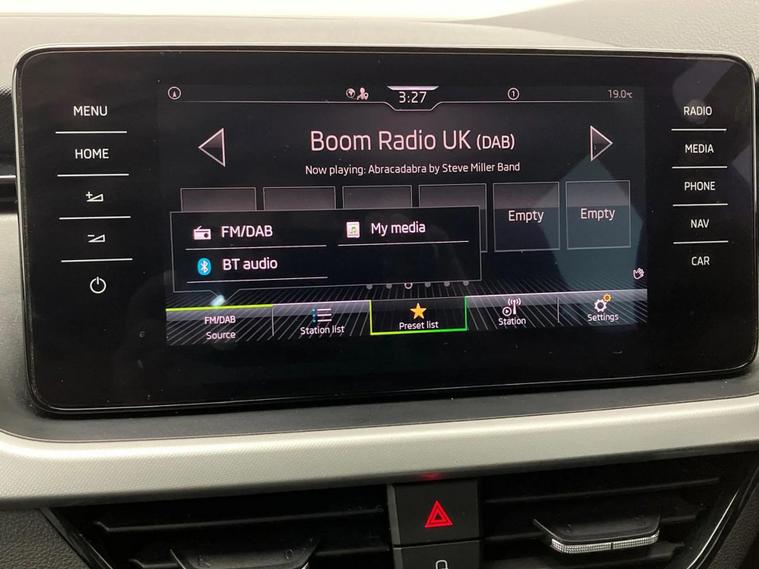 MENU
HOME
3:27
1
19.0°C
Boom Radio UK (DAB)
Now playing: Abracadabra by Steve Miller Band
Empty
Empty
FM/DAB
My media
BT audio
FM/DAB
Source
Station list
Preset list
Station
Settings
RADIO
MEDIA
PHONE
NAV
CAR